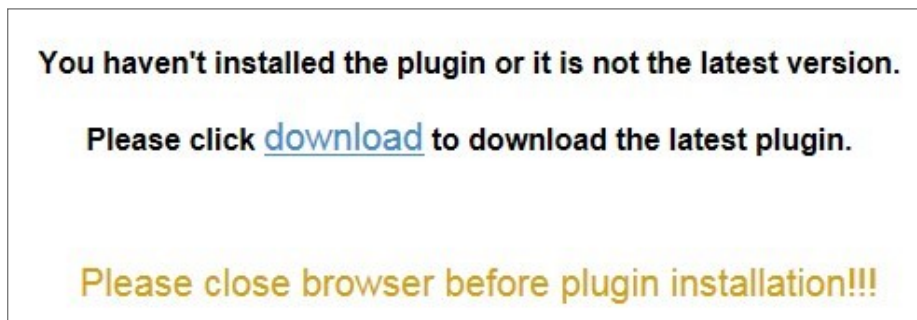 You haven't installed the plugin or it is not the latest version.
Please click download to download the latest plugin.
Please close browser before plugin installation!!!